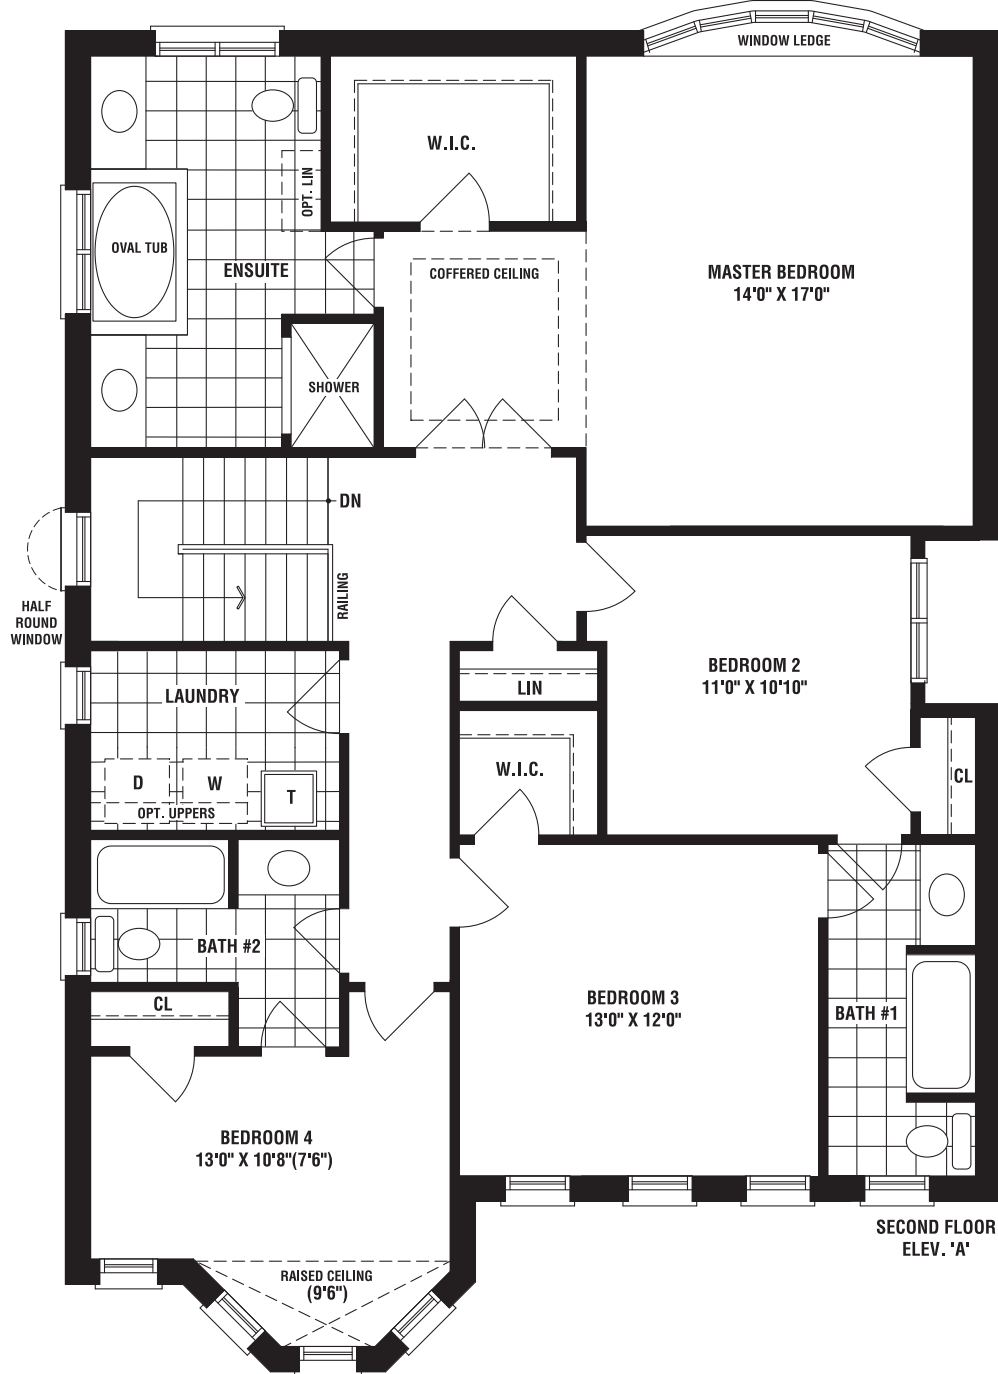 WINDOW LEDGE
W.I.C.
OPT. LIN
OVAL TUB
ENSUITE
COFFERED CEILING
MASTER BEDROOM
14'0" X 17'0"
SHOWER
DN
RAILING
HALF
ROUND
WINDOW
BEDROOM 2
11'0" X 10'10"
LAUNDRY
LIN
W.I.C.
CL
D
W
T
OPT. UPPERS
BATH #2
CL
BEDROOM 3
13'0" X 12'0"
BATH #1
BEDROOM 4
13'0" X 10'8"(7'6")
SECOND FLOOR
ELEV. 'A'
RAISED CEILING
(9'6")